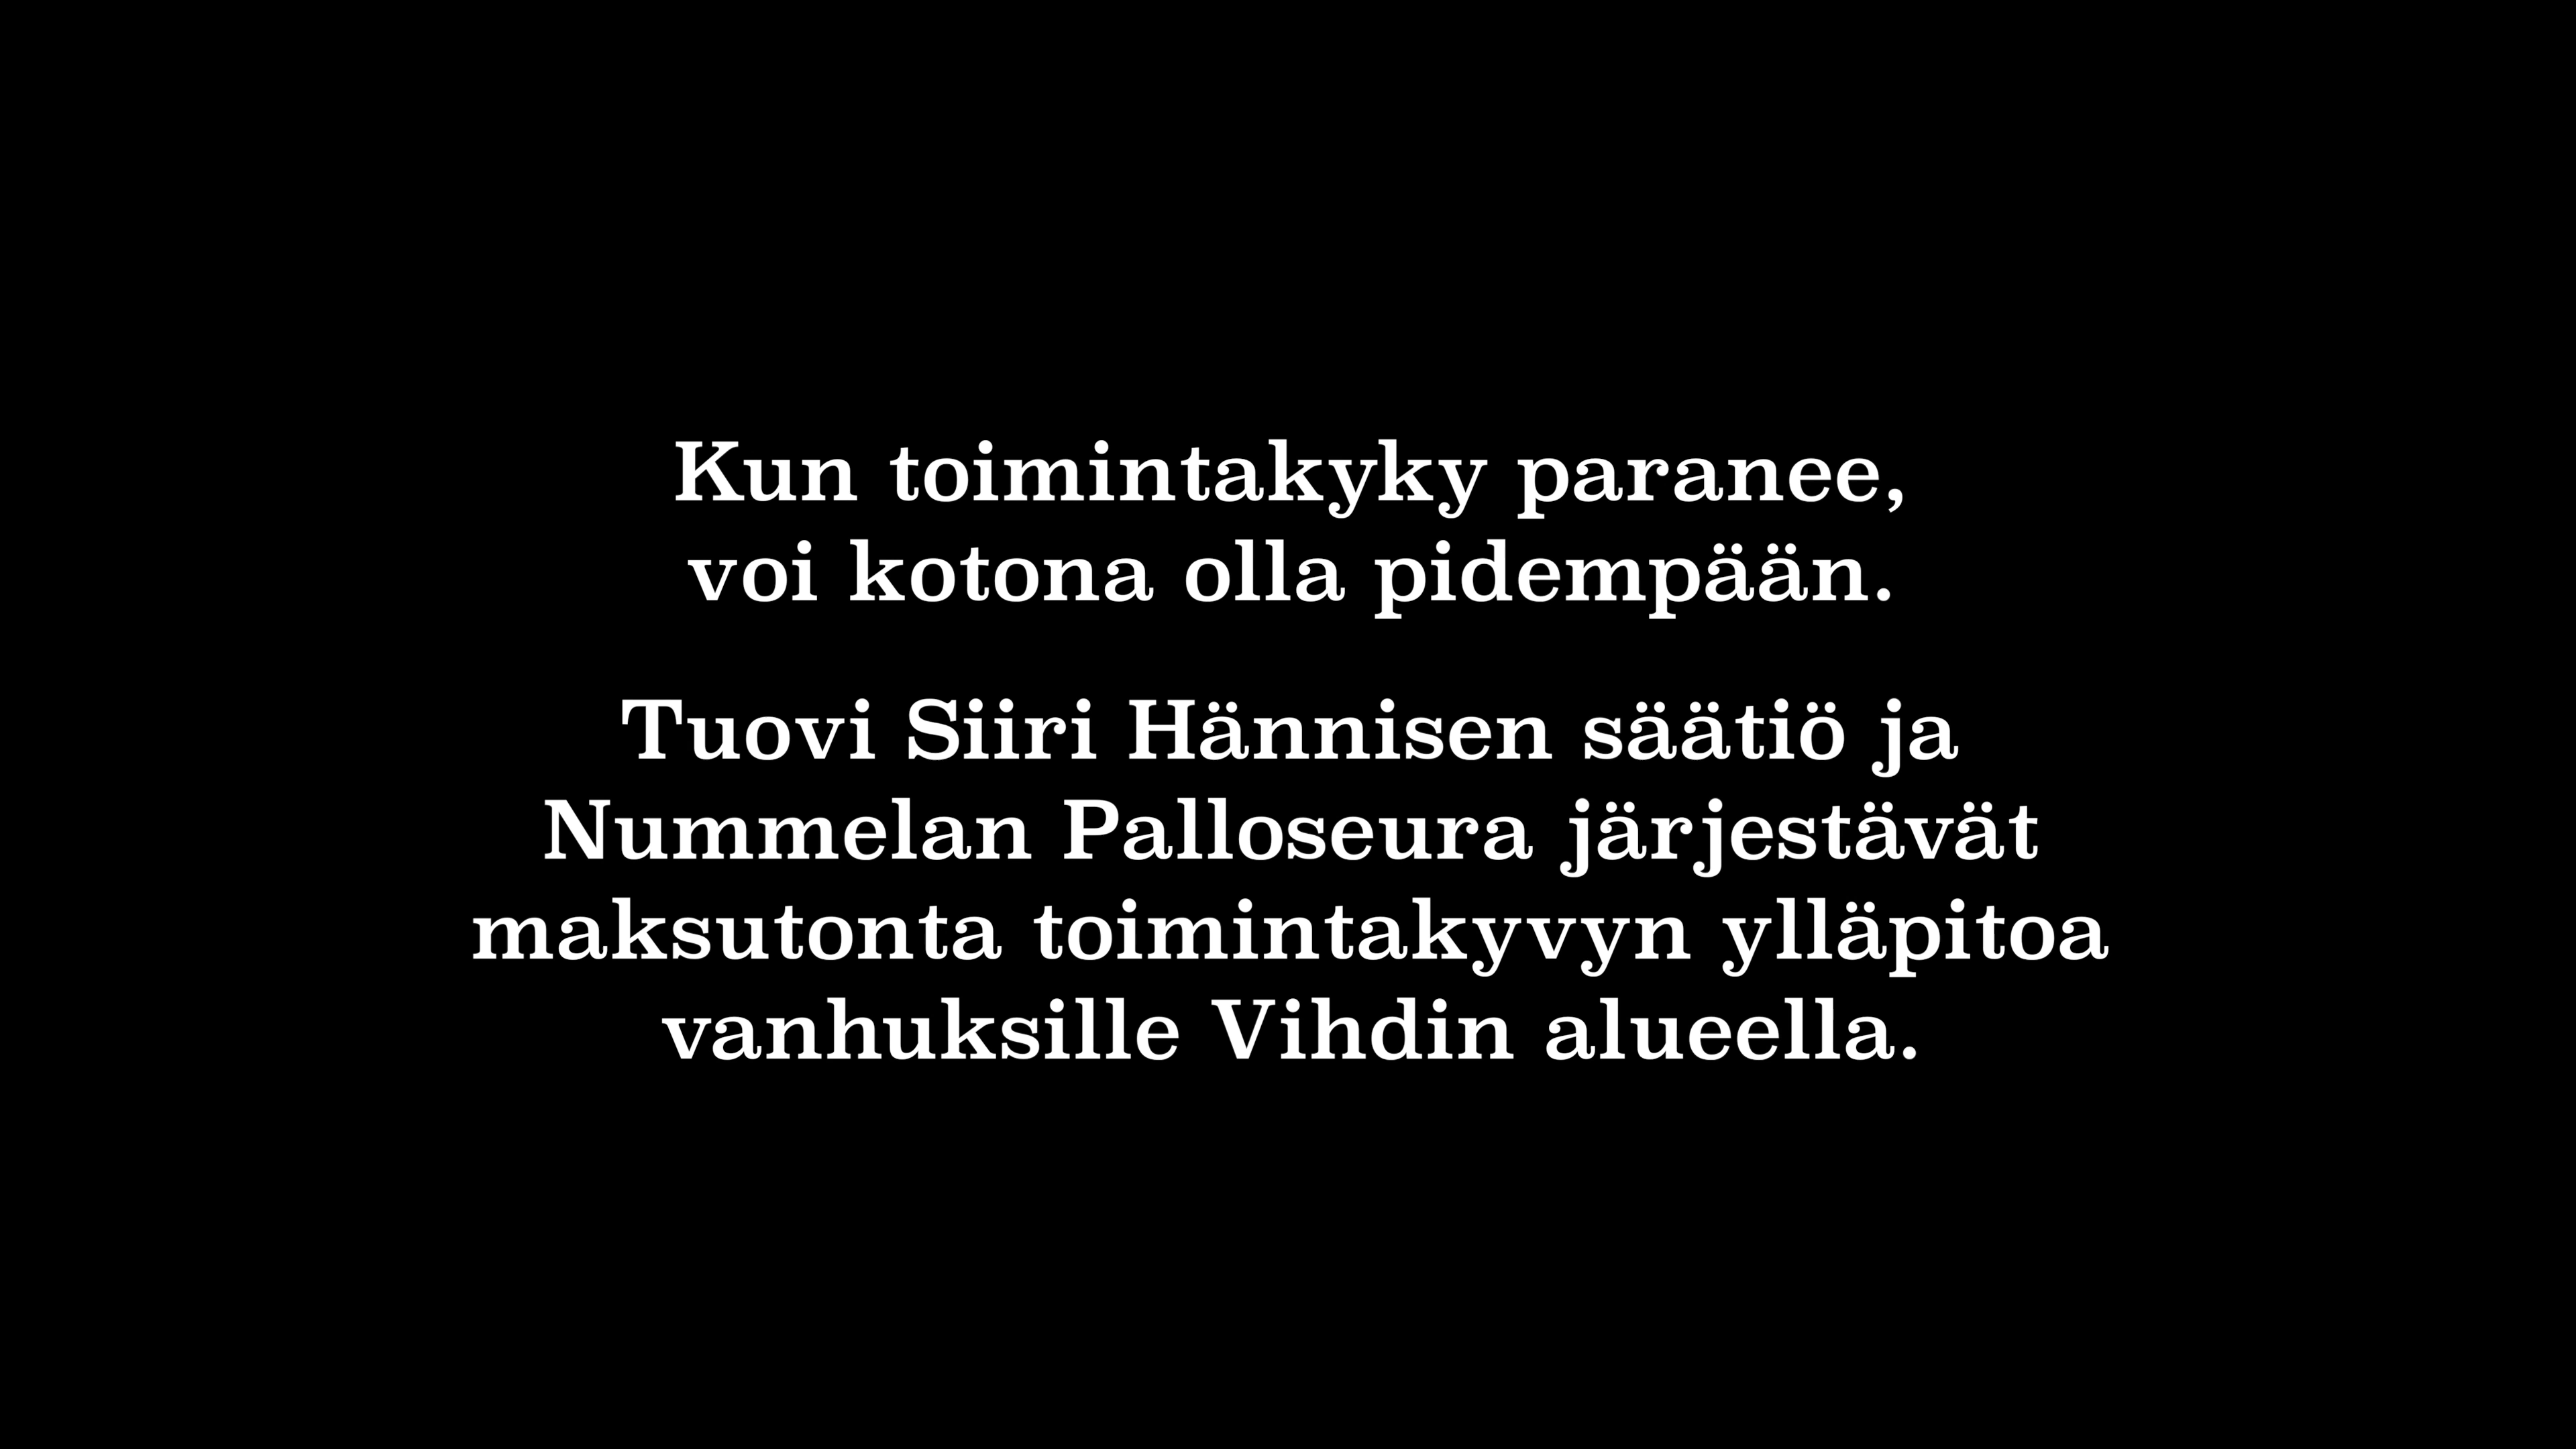 Kun toimintakyky paranee,
voi kotona olla pidempään.
Tuovi Siiri Hännisen säätiö ja
Nummelan Palloseura järjestävät
maksutonta toimintakyvyn ylläpitoa
vanhuksille Vihdin alueella.